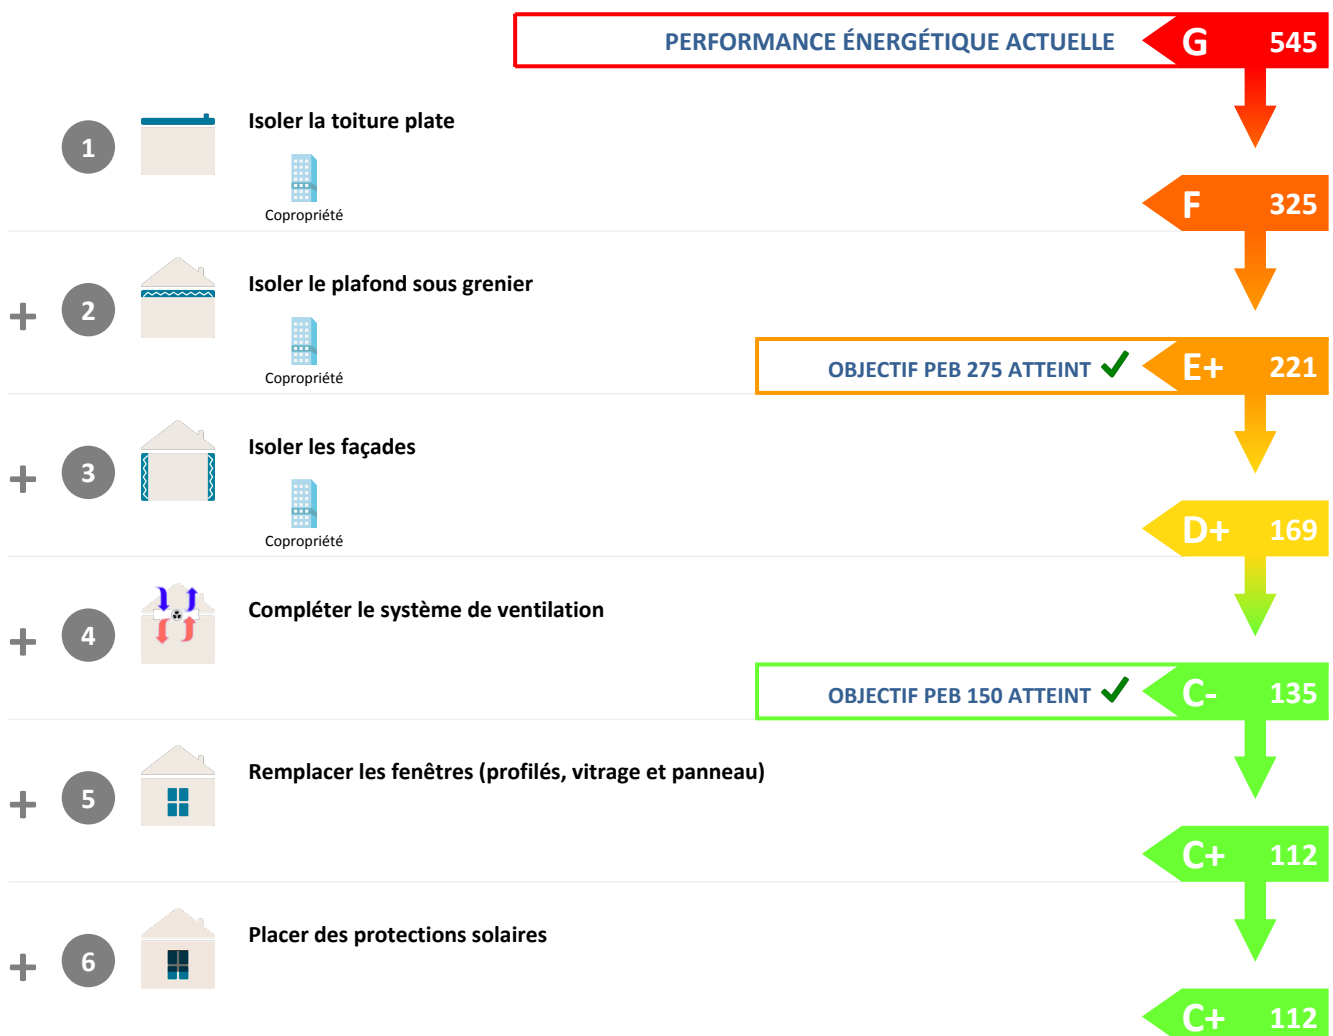 PERFORMANCE ÉNERGÉTIQUE ACTUELLE G 545
1 Isoler la toiture plate
Copropriété
F 325
+ 2 Isoler le plafond sous grenier
Copropriété
OBJECTIF PEB 275 ATTEINT ✓ E+ 221
+ 3 Isoler les façades
Copropriété
D+ 169
+ 4 Compléter le système de ventilation
OBJECTIF PEB 150 ATTEINT ✓ C- 135
+ 5 Remplacer les fenêtres (profilés, vitrage et panneau)
C+ 112
+ 6 Placer des protections solaires
C+ 112